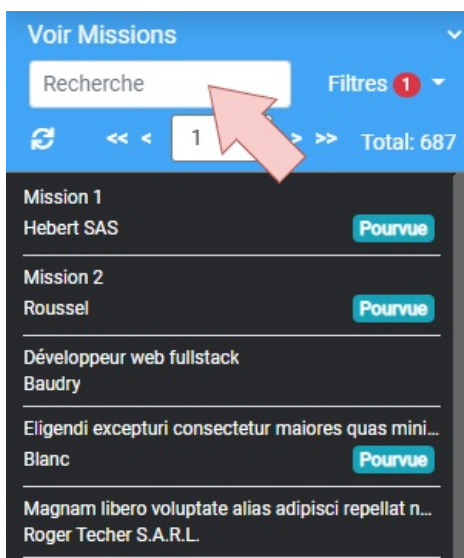 Voir Missions
Recherche
Filtres 1
<< < 1 > >> Total: 687
Mission 1
Hebert SAS Pourvue
Mission 2
Roussel Pourvue
Développeur web fullstack
Baudry
Eligendi excepturi consectetur maiores quas mini...
Blanc Pourvue
Magnam libero voluptate alias adipisci repellat n...
Roger Techer S.A.R.L.